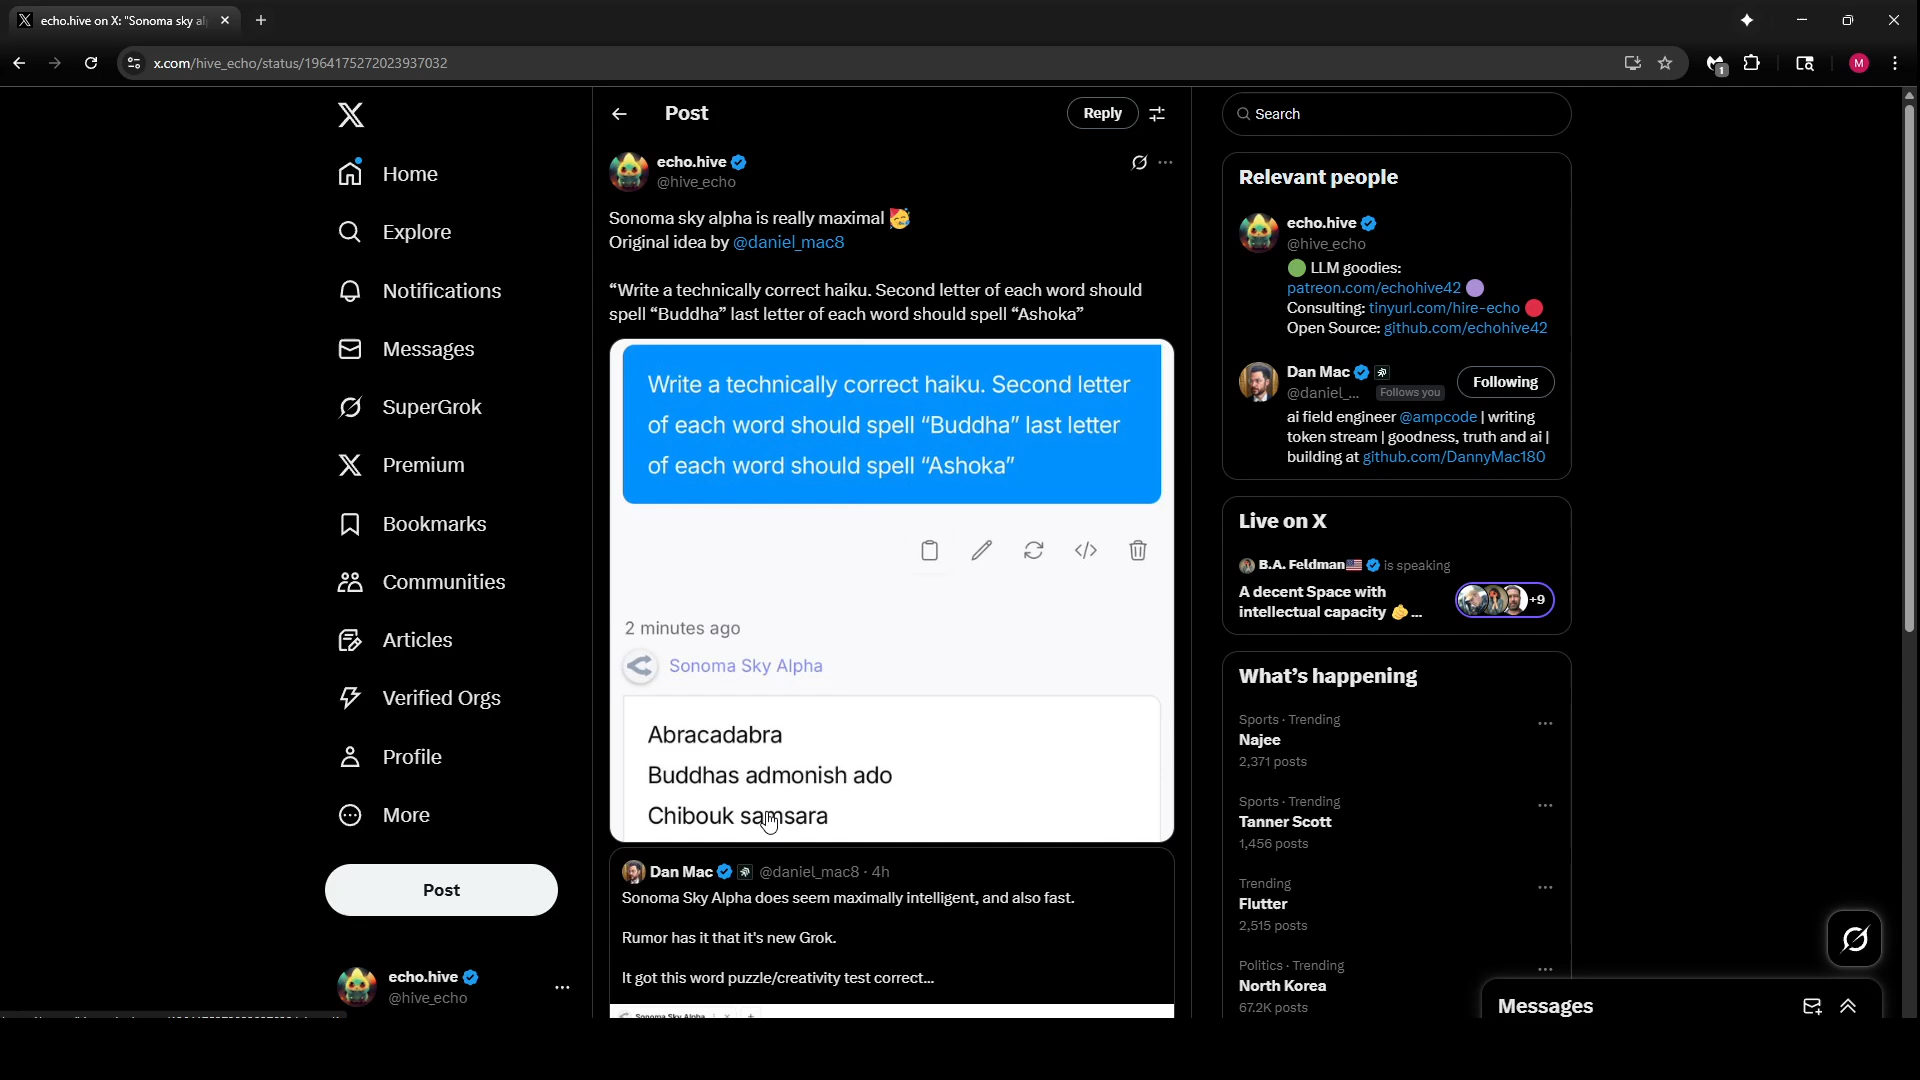 echo.hive on X: "Sonoma sky al
x.com/hive_echo/status/1964175272023937032
1
M
Home
Explore
Notifications
Messages
SuperGrok
Premium
Bookmarks
Communities
Articles
Verified Orgs
Profile
More
Post
echo.hive
@hive_echo
Post
Reply
echo.hive
@hive_echo
Sonoma sky alpha is really maximal 🥳
Original idea by @daniel_mac8
“Write a technically correct haiku. Second letter of each word should
spell “Buddha” last letter of each word should spell “Ashoka”
Write a technically correct haiku. Second letter
of each word should spell “Buddha” last letter
of each word should spell “Ashoka”
2 minutes ago
Sonoma Sky Alpha
Abracadabra
Buddhas admonish ado
Chibouk samsara
Dan Mac @daniel_mac8 · 4h
Sonoma Sky Alpha does seem maximally intelligent, and also fast.
Rumor has it that it's new Grok.
It got this word puzzle/creativity test correct...
Search
Relevant people
echo.hive
@hive_echo
🟢 LLM goodies:
patreon.com/echohive42 🟣
Consulting: tinyurl.com/hire-echo 🔴
Open Source: github.com/echohive42
Dan Mac
@daniel_... Follows you
Following
ai field engineer @ampcode | writing
token stream | goodness, truth and ai |
building at github.com/DannyMac180
Live on X
B.A. Feldman🇺🇸 is speaking
A decent Space with
intellectual capacity 🫵...
+9
What’s happening
Sports · Trending
Najee
2,371 posts
Sports · Trending
Tanner Scott
1,456 posts
Trending
Flutter
2,515 posts
Politics · Trending
North Korea
67.2K posts
Messages